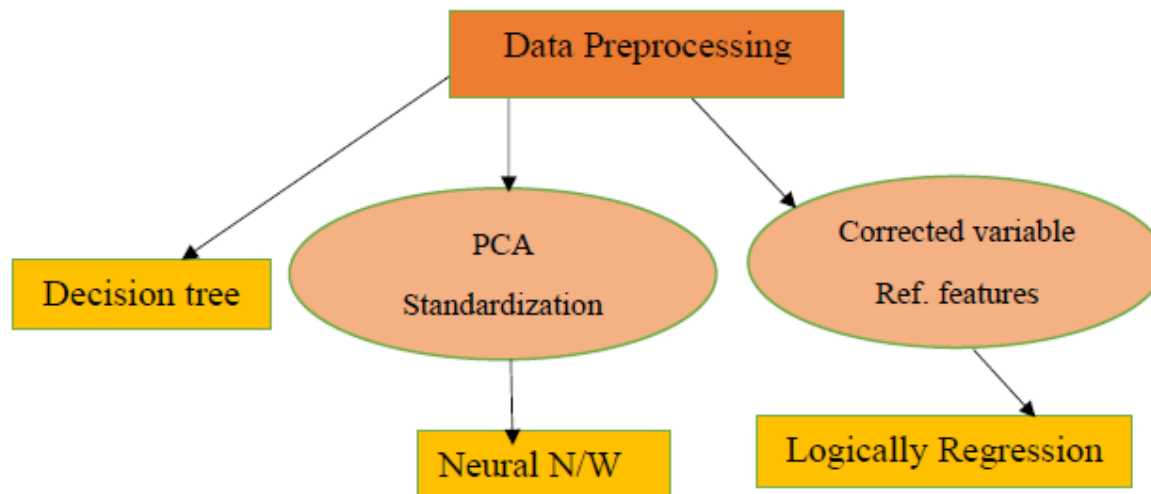 Data Preprocessing
Decision tree
PCA
Standardization
Corrected variable
Ref. features
Neural N/W
Logically Regression